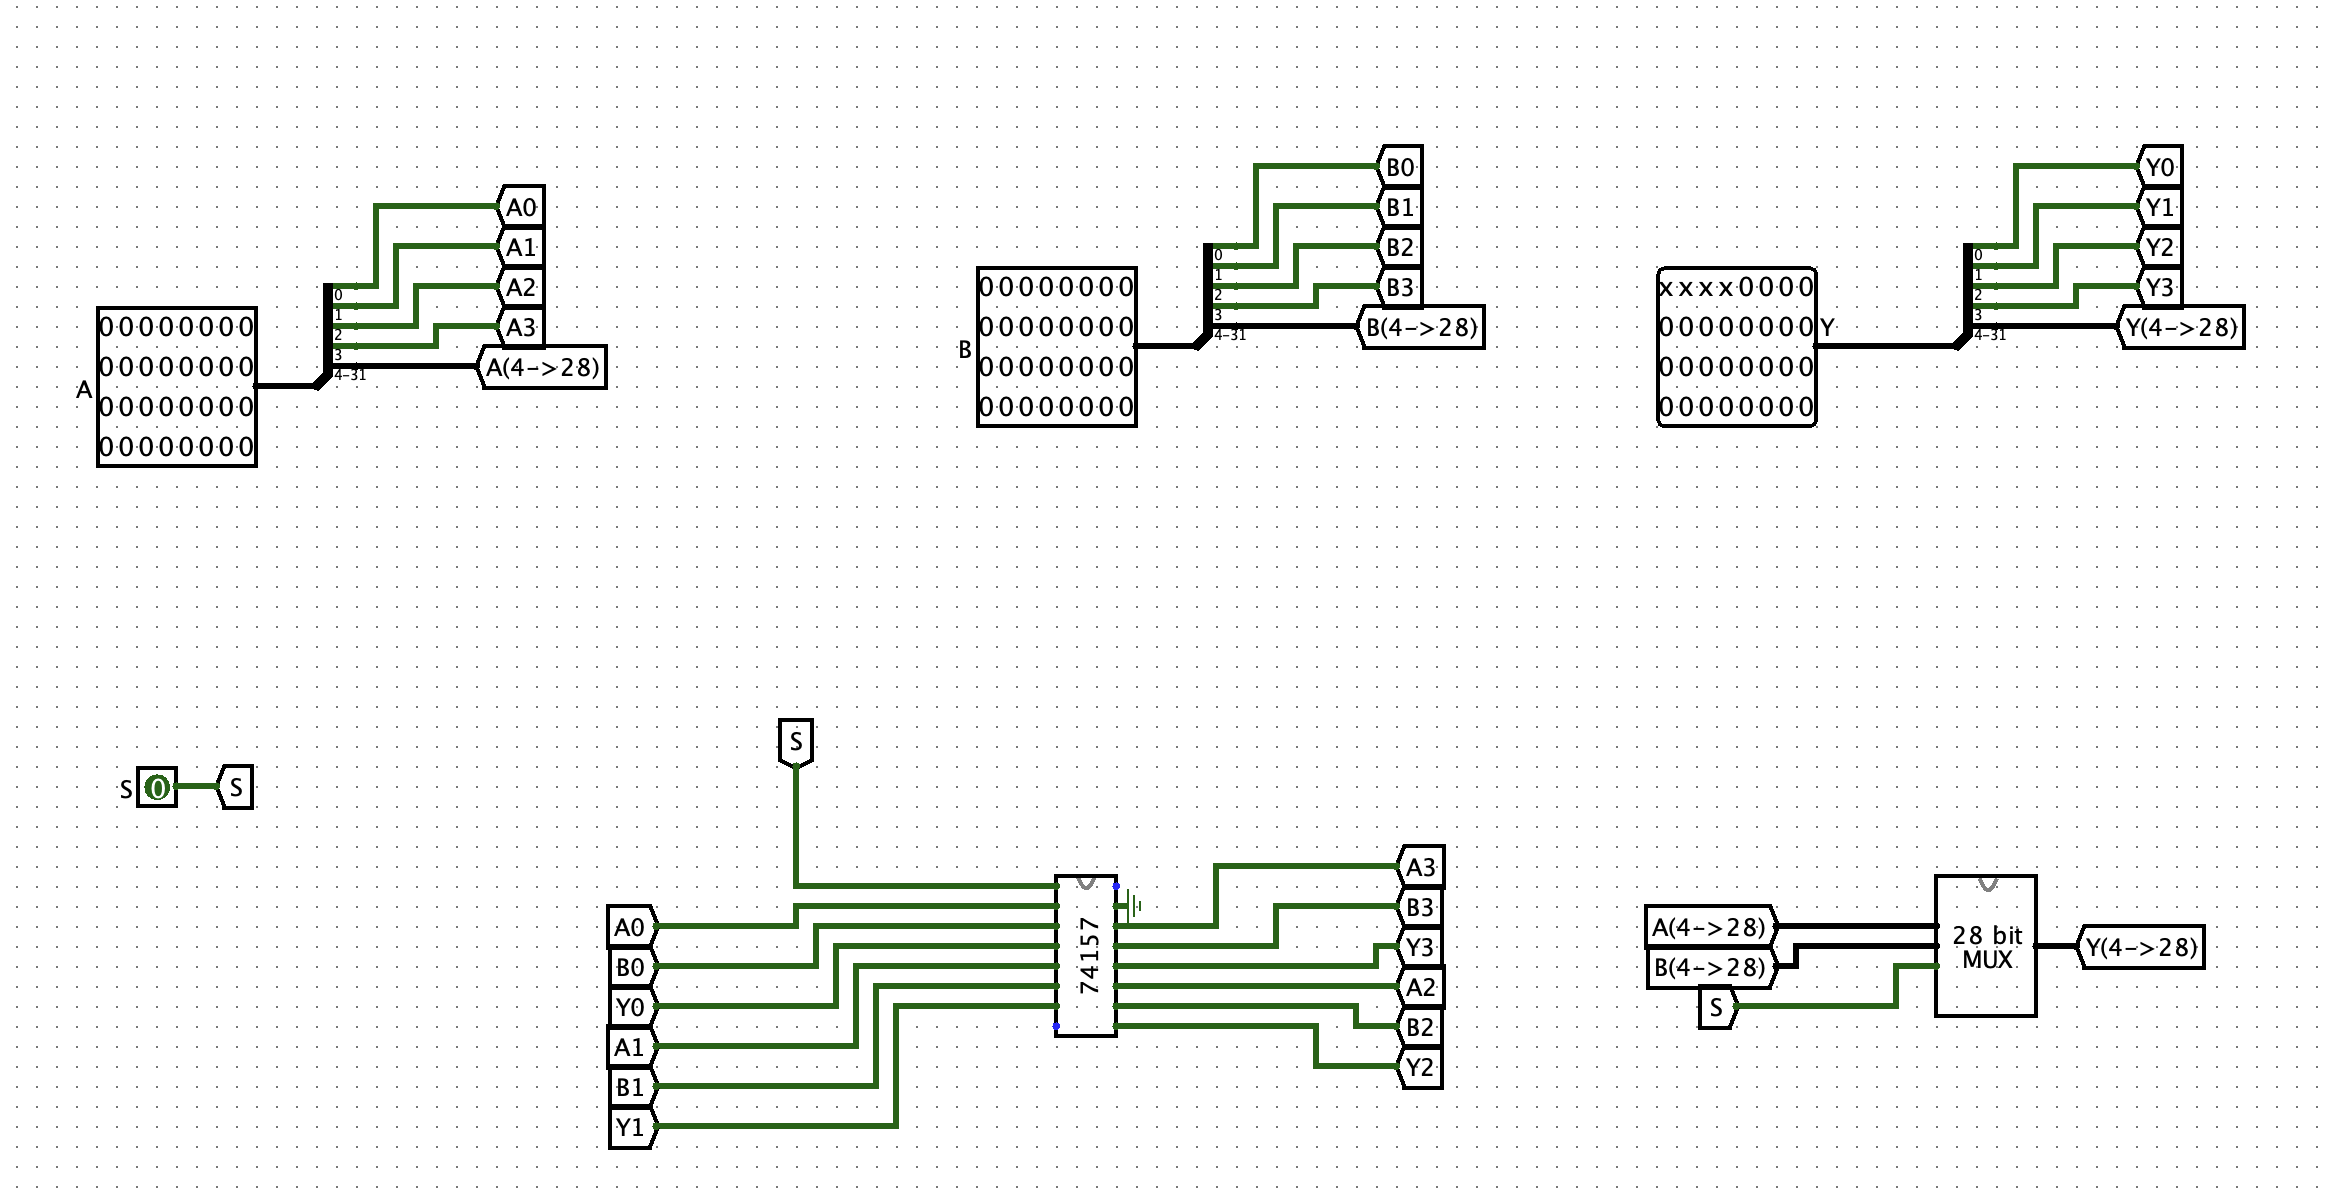 A0
A1
A2
A3
A(4->28)
0
1
2
3
4-31
A
00000000
00000000
00000000
00000000
B0
B1
B2
B3
B(4->28)
0
1
2
3
4-31
B
00000000
00000000
00000000
00000000
Y0
Y1
Y2
Y3
Y(4->28)
0
1
2
3
4-31
xxxx0000
00000000
00000000
00000000
Y
S
0
S
S
A0
B0
Y0
A1
B1
Y1
74157
A3
B3
Y3
A2
B2
Y2
A(4->28)
B(4->28)
S
28 bit
MUX
Y(4->28)